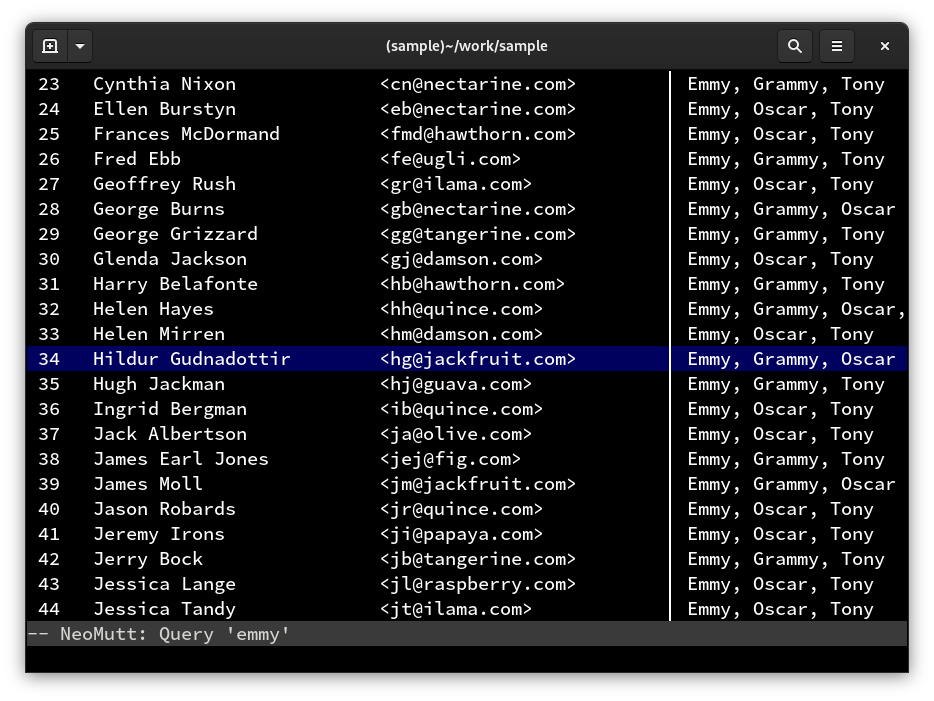 (sample)~/work/sample
23 Cynthia Nixon <cn@nectarine.com> Emmy, Grammy, Tony
24 Ellen Burstyn <eb@nectarine.com> Emmy, Oscar, Tony
25 Frances McDormand <fmd@hawthorn.com> Emmy, Oscar, Tony
26 Fred Ebb <fe@ugli.com> Emmy, Grammy, Tony
27 Geoffrey Rush <gr@ilama.com> Emmy, Oscar, Tony
28 George Burns <gb@nectarine.com> Emmy, Grammy, Oscar
29 George Grizzard <gg@tangerine.com> Emmy, Grammy, Tony
30 Glenda Jackson <gj@damson.com> Emmy, Oscar, Tony
31 Harry Belafonte <hb@hawthorn.com> Emmy, Grammy, Tony
32 Helen Hayes <hh@quince.com> Emmy, Grammy, Oscar,
33 Helen Mirren <hm@damson.com> Emmy, Oscar, Tony
34 Hildur Gudnadottir <hg@jackfruit.com> Emmy, Grammy, Oscar
35 Hugh Jackman <hj@guava.com> Emmy, Grammy, Tony
36 Ingrid Bergman <ib@quince.com> Emmy, Oscar, Tony
37 Jack Albertson <ja@olive.com> Emmy, Oscar, Tony
38 James Earl Jones <jej@fig.com> Emmy, Grammy, Tony
39 James Moll <jm@jackfruit.com> Emmy, Grammy, Oscar
40 Jason Robards <jr@quince.com> Emmy, Oscar, Tony
41 Jeremy Irons <ji@papaya.com> Emmy, Oscar, Tony
42 Jerry Bock <jb@tangerine.com> Emmy, Grammy, Tony
43 Jessica Lange <jl@raspberry.com> Emmy, Oscar, Tony
44 Jessica Tandy <jt@ilama.com> Emmy, Oscar, Tony
-- NeoMutt: Query 'emmy'